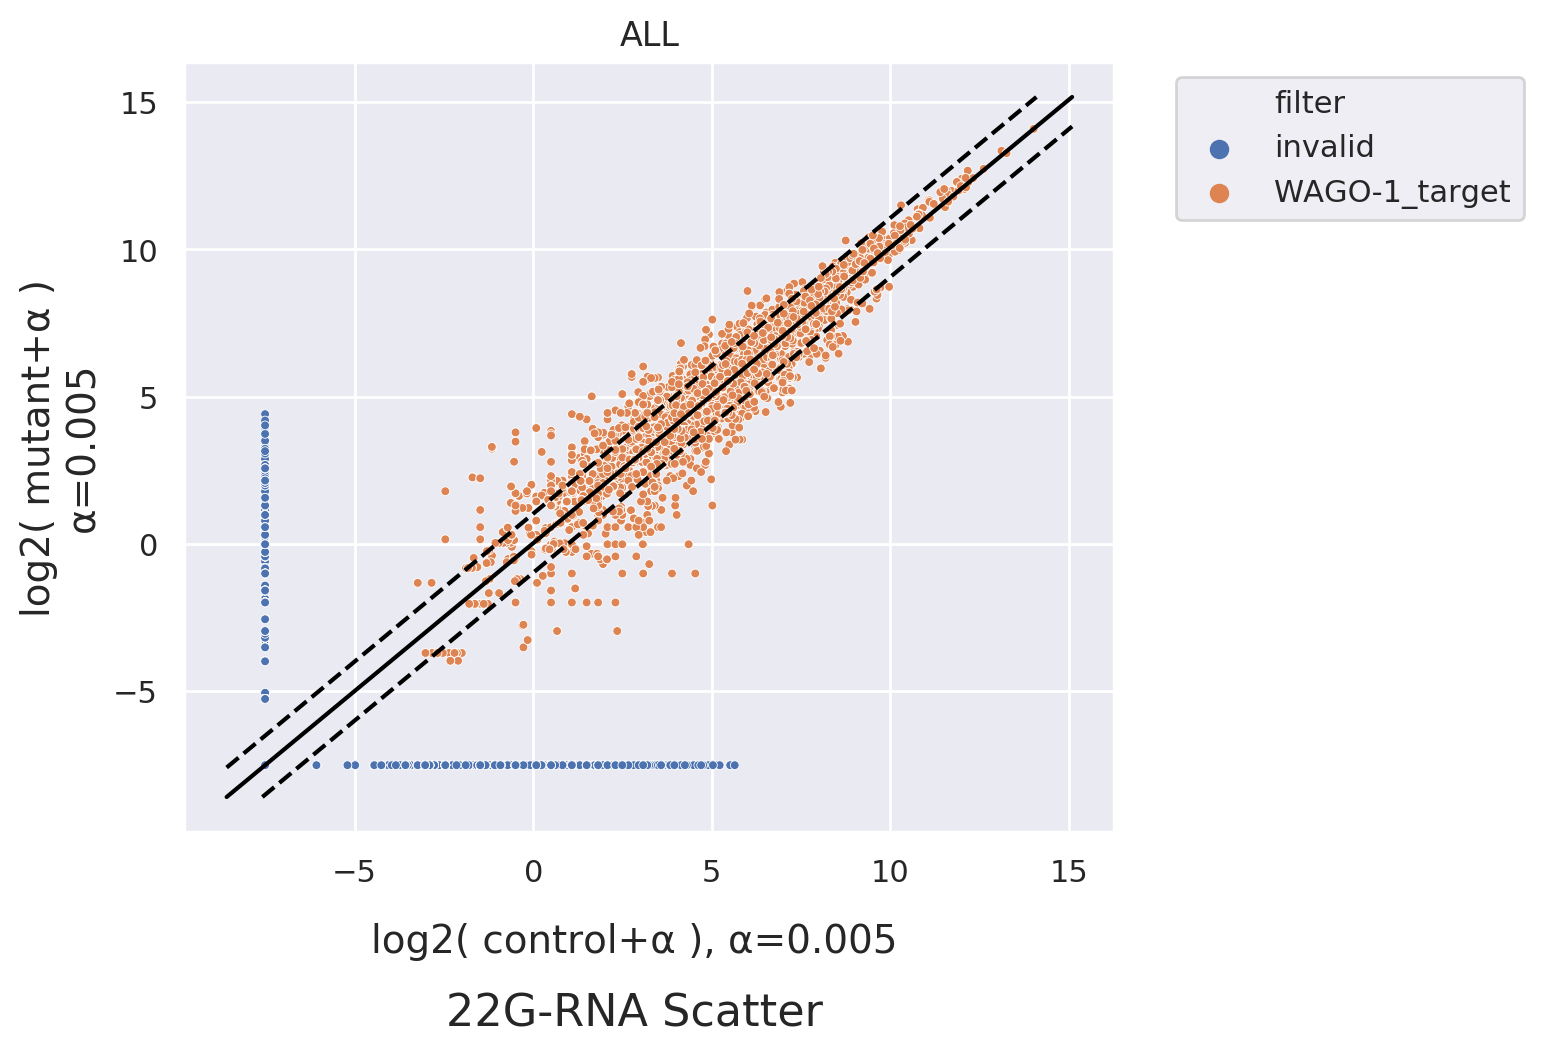 ALL
filter
invalid
WAGO-1_target
log2( mutant+α )
α=0.005
15
10
5
0
−5
−5 0 5 10 15
log2( control+α ), α=0.005
22G-RNA Scatter